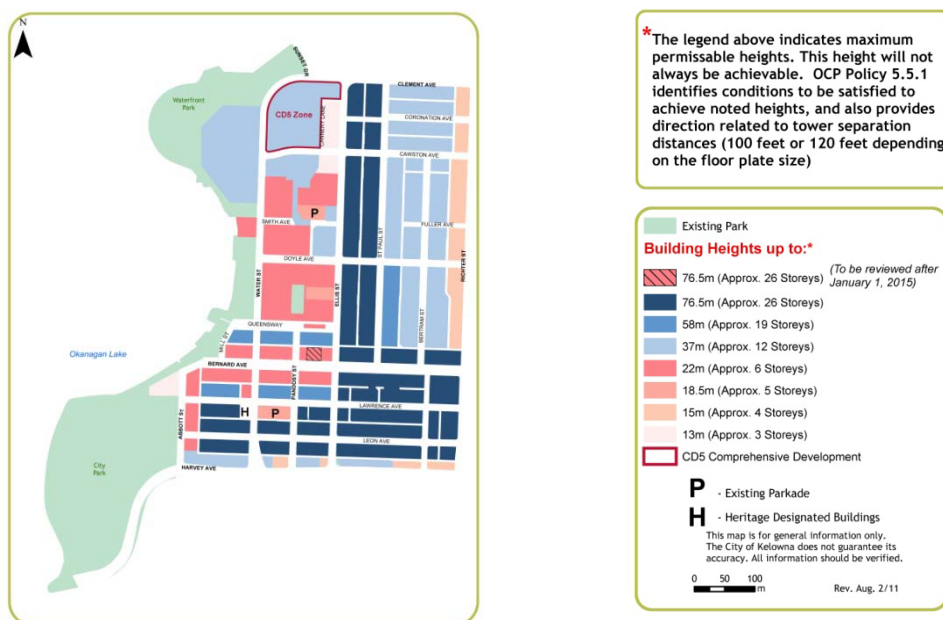 N
SUNSET DR
Waterfront
Park
CLEMENT AVE
CD5 Zone
CANNERY LANE
CORONATION AVE
CAWSTON AVE
P
SMITH AVE
FULLER AVE
ST PAUL ST
DOYLE AVE
RICHTER ST
WATER ST
ELLIS ST
BERTRAM ST
QUEENSWAY
MILL ST
Okanagan Lake
BERNARD AVE
PANDOSY ST
LAWRENCE AVE
H
P
ABBOTT ST
LEON AVE
City
Park
HARVEY AVE
*The legend above indicates maximum
permissable heights. This height will not
always be achievable. OCP Policy 5.5.1
identifies conditions to be satisfied to
achieve noted heights, and also provides
direction related to tower separation
distances (100 feet or 120 feet depending
on the floor plate size)
Existing Park
Building Heights up to:*
76.5m (Approx. 26 Storeys) (To be reviewed after
January 1, 2015)
76.5m (Approx. 26 Storeys)
58m (Approx. 19 Storeys)
37m (Approx. 12 Storeys)
22m (Approx. 6 Storeys)
18.5m (Approx. 5 Storeys)
15m (Approx. 4 Storeys)
13m (Approx. 3 Storeys)
CD5 Comprehensive Development
P - Existing Parkade
H - Heritage Designated Buildings
This map is for general information only.
The City of Kelowna does not guarantee its
accuracy. All information should be verified.
0 50 100
m
Rev. Aug. 2/11